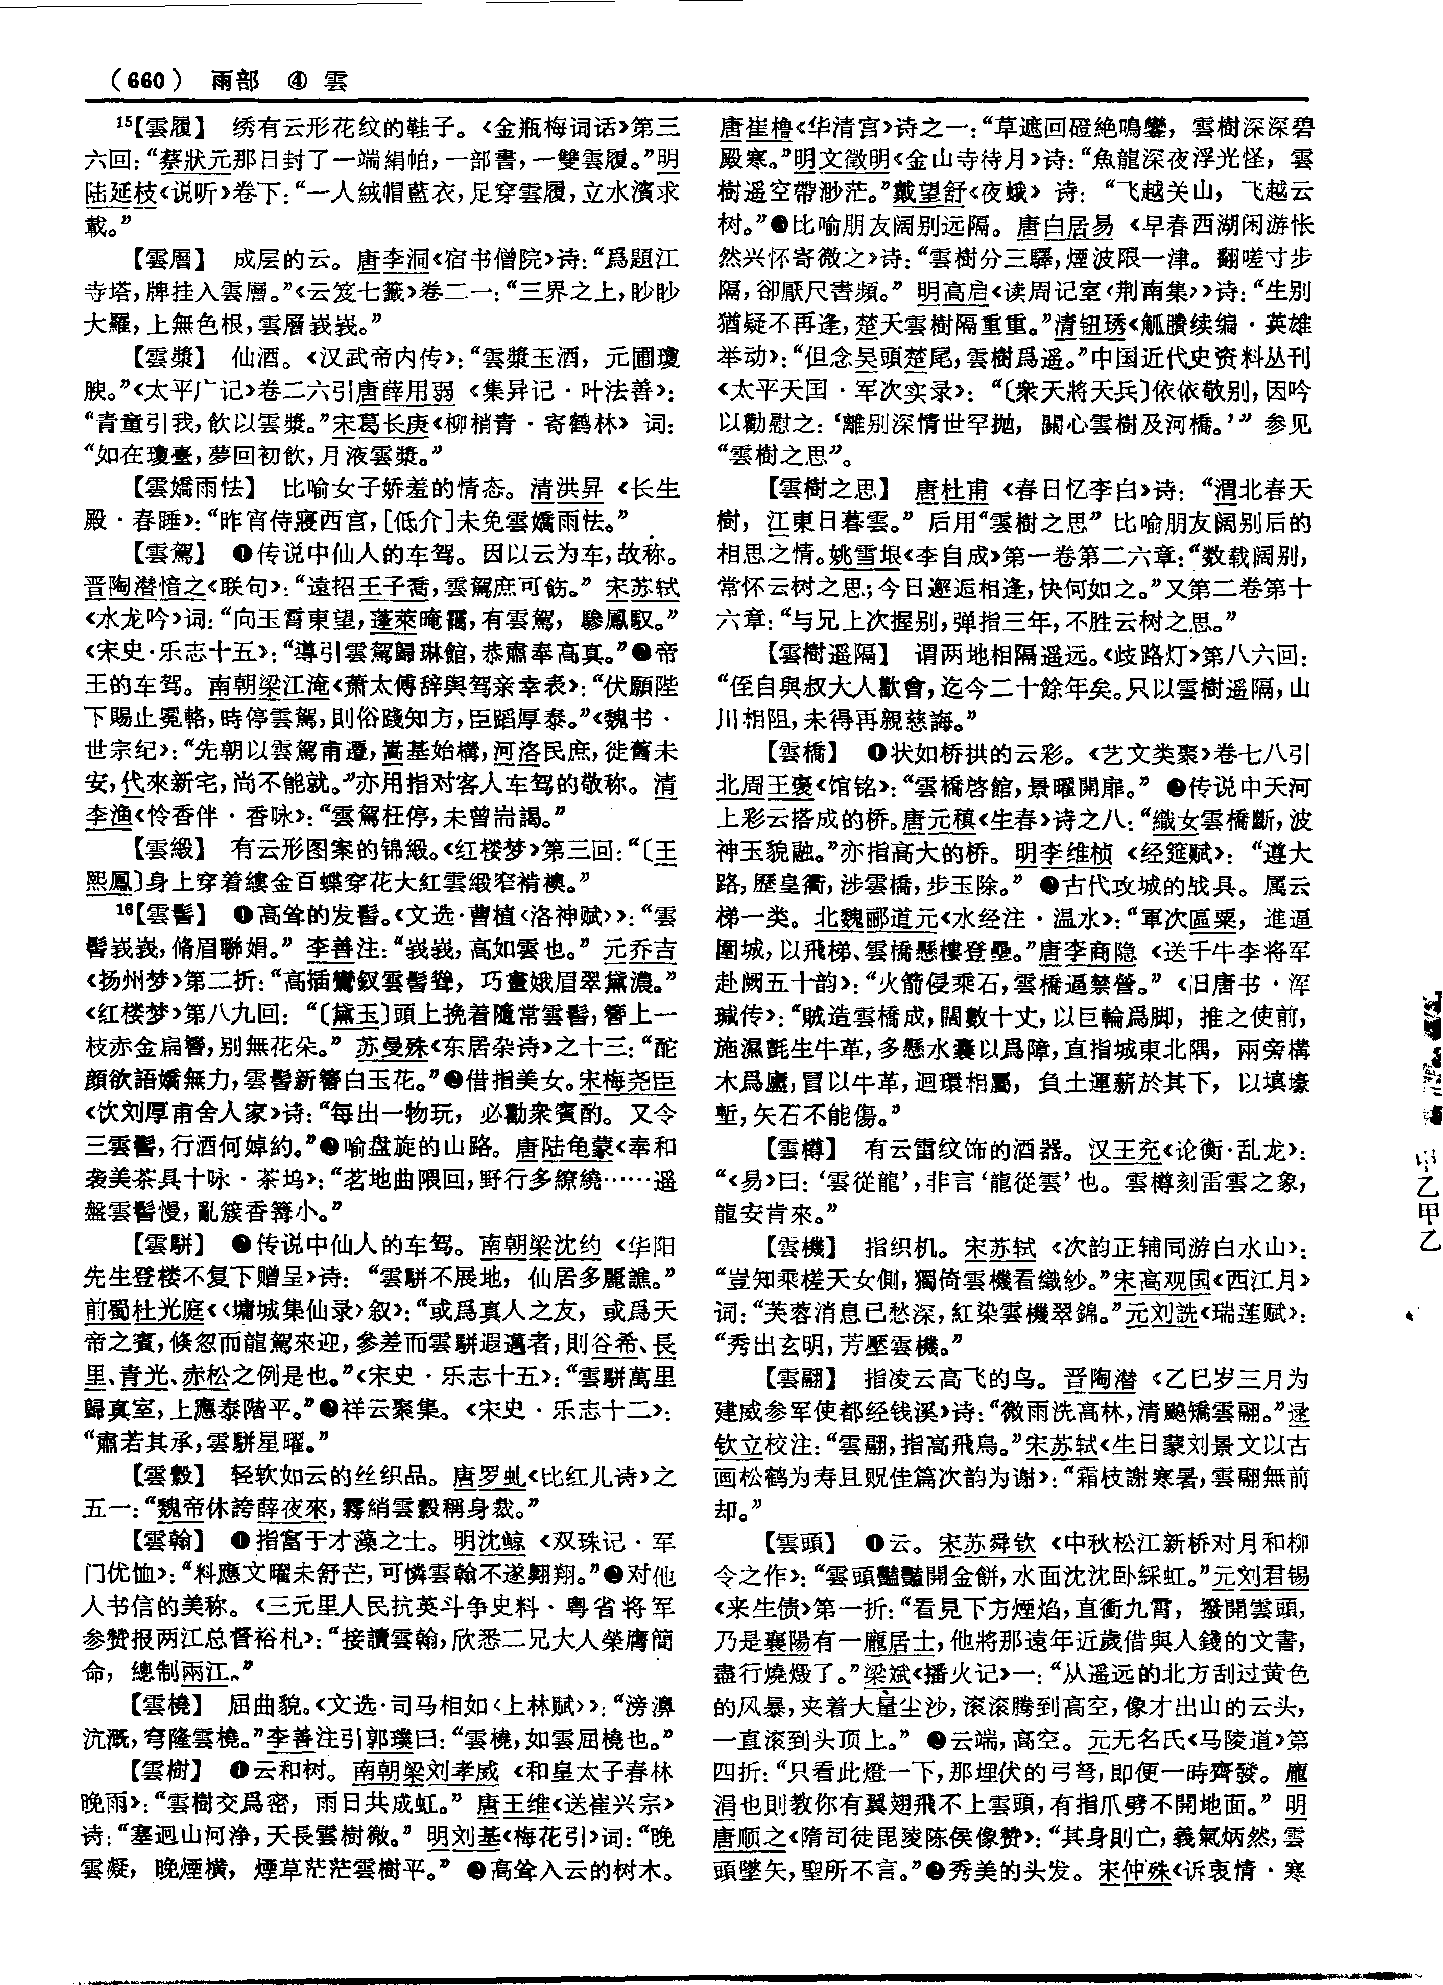 （660）　雨部　④　雲
15【雲履】　绣有云形花纹的鞋子。《金瓶梅词话》第三
六回：“蔡狀元那日封了一端絹帕，一部書，一雙雲履。”明
陆延枝《说听》卷下：“一人絨帽藍衣，足穿雲履，立水濱求
載。”
【雲層】　成层的云。唐李洞《宿书僧院》诗：“爲題江
寺塔，牌挂入雲層。”《云笈七籤》卷二一：“三界之上，眇眇
大羅，上無色根，雲層峩峩。”
【雲漿】　仙酒。《汉武帝内传》：“雲漿玉酒，元圃瓊
腴。”《太平广记》卷二六引唐薛用弱《集异记·叶法善》：
“青童引我，飲以雲漿。”宋葛长庚《柳梢青·寄鹤林》词：
“如在瓊臺，夢回初飲，月液雲漿。”
【雲嬌雨怯】　比喻女子娇羞的情态。清洪昇《长生
殿·春睡》：“昨宵侍寢西宫，［低介］未免雲嬌雨怯。”
【雲駕】　❶传说中仙人的车驾。因以云为车，故称。
晋陶潜愔之《联句》：“遠招王子喬，雲駕庶可飭。”宋苏轼
《水龙吟》词：“向玉霄東望，蓬萊晻靄，有雲駕，驂鳳馭。”
《宋史·乐志十五》：“導引雲駕歸琳館，恭肅奉高真。”❷帝
王的车驾。南朝梁江淹《萧太傅辞舆驾亲幸表》：“伏願陛
下賜止冕輅，時停雲駕，則俗踐知方，臣蹈厚泰。”《魏书·
世宗纪》：“先朝以雲駕甫遷，嵩基始構，河洛民庶，徙舊未
安，代來新宅，尚不能就。”亦用指对客人车驾的敬称。清
李渔《怜香伴·香咏》：“雲駕枉停，未曾耑謁。”
【雲緞】　有云形图案的锦缎。《红楼梦》第三回：“〔王
熙鳳〕身上穿着縷金百蝶穿花大紅雲緞窄褃襖。”
16【雲髻】　❶高耸的发髻。《文选·曹植〈洛神赋〉》：“雲
髻峩峩，脩眉聯娟。”李善注：“峩峩，高如雲也。”元乔吉
《扬州梦》第二折：“高插鸞釵雲髻聳，巧畫娥眉翠黛濃。”
《红楼梦》第八九回：“〔黛玉〕頭上挽着隨常雲髻，簪上一
枝赤金扁簪，别無花朵。”苏曼殊《东居杂诗》之十三：“酡
顔欲語嬌無力，雲髻新簪白玉花。”❷借指美女。宋梅尧臣
《饮刘厚甫舍人家》诗：“每出一物玩，必勸衆賓酌。又令
三雲髻，行酒何婥約。”❸喻盘旋的山路。唐陆龟蒙《奉和
袭美茶具十咏·茶坞》：“茗地曲隈回，野行多繚繞……遥
盤雲髻慢，亂簇香篝小。”
【雲駢】　❶传说中仙人的车驾。南朝梁沈约《华阳
先生登楼不复下赠呈》诗：“雲駢不展地，仙居多麗譙。”
前蜀杜光庭《〈墉城集仙录〉叙》：“或爲真人之友，或爲天
帝之賓，倏忽而龍駕來迎，參差而雲駢遐邁者，則谷希、長
里、青光、赤松之例是也。”《宋史·乐志十五》：“雲駢萬里
歸真室，上應泰階平。”❷祥云聚集。《宋史·乐志十二》：
“肅若其承，雲駢星曜。”
【雲縠】　轻软如云的丝织品。唐罗虬《比红儿诗》之
五一：“魏帝休誇薛夜來，霧綃雲縠稱身裁。”
【雲翰】　❶指富于才藻之士。明沈鲸《双珠记·军
门优恤》：“料應文曜未舒芒，可憐雲翰不遂翺翔。”❷对他
人书信的美称。《三元里人民抗英斗争史料·粤省将军
参赞报两江总督裕札》：“接讀雲翰，欣悉二兄大人榮膺簡
命，總制兩江。”
【雲橈】　屈曲貌。《文选·司马相如〈上林赋〉》：“滂濞
沆溉，穹隆雲橈。”李善注引郭璞曰：“雲橈，如雲屈橈也。”
【雲樹】　❶云和树。南朝梁刘孝威《和皇太子春林
晚雨》：“雲樹交爲密，雨日共成虹。”唐王维《送崔兴宗》
诗：“塞迥山河浄，天長雲樹微。”明刘基《梅花引》词：“晚
雲凝，晚煙横，煙草茫茫雲樹平。”❷高耸入云的树木。
唐崔橹《华清宫》诗之一：“草遮回磴絶鳴鑾，雲樹深深碧
殿寒。”明文徵明《金山寺待月》诗：“魚龍深夜浮光怪，雲
樹遥空帶渺茫。”戴望舒《夜蛾》诗：“飞越关山，飞越云
树。”❸比喻朋友阔别远隔。唐白居易《早春西湖闲游怅
然兴怀寄微之》诗：“雲樹分三驛，煙波限一津。翻嗟寸步
隔，卻厭尺書頻。”明高启《读周记室〈荆南集〉》诗：“生别
猶疑不再逢，楚天雲樹隔重重。”清钮琇《觚賸续编·英雄
举动》：“但念吴頭楚尾，雲樹爲遥。”中国近代史资料丛刊
《太平天囯·军次实录》：“〔衆天將天兵〕依依敬别，因吟
以勸慰之：‘離别深情世罕抛，關心雲樹及河橋。’”参见
“雲樹之思”。
【雲樹之思】　唐杜甫《春日忆李白》诗：“渭北春天
樹，江東日暮雲。”后用“雲樹之思”比喻朋友阔别后的
相思之情。姚雪垠《李自成》第一卷第二六章：“数载阔别，
常怀云树之思；今日邂逅相逢，快何如之。”又第二卷第十
六章：“与兄上次握别，弹指三年，不胜云树之思。”
【雲樹遥隔】　谓两地相隔遥远。《歧路灯》第八六回：
“侄自與叔大人歡會，迄今二十餘年矣。只以雲樹遥隔，山
川相阻，未得再親慈誨。”
【雲橋】　❶状如桥拱的云彩。《艺文类聚》卷七八引
北周王褒《馆铭》：“雲橋啓館，景曜開扉。”❷传说中天河
上彩云搭成的桥。唐元稹《生春》诗之八：“織女雲橋斷，波
神玉貌融。”亦指高大的桥。明李维桢《经筵赋》：“遵大
路，歷皇衢，涉雲橋，步玉除。”❸古代攻城的战具。属云
梯一类。北魏郦道元《水经注·温水》：“軍次區粟，進逼
圍城，以飛梯、雲橋懸樓登壘。”唐李商隐《送千牛李将军
赴阙五十韵》：“火箭侵乘石，雲橋逼禁營。”《旧唐书·浑
瑊传》：“賊造雲橋成，闊數十丈，以巨輪爲脚，推之使前，
施濕氈生牛革，多懸水囊以爲障，直指城東北隅，兩旁構
木爲廬，冒以牛革，迴環相屬，負土運薪於其下，以填壕
塹，矢石不能傷。”
【雲樽】　有云雷纹饰的酒器。汉王充《论衡·乱龙》：
“《易》曰：‘雲從龍’，非言‘龍從雲’也。雲樽刻雷雲之象，
龍安肯來。”
【雲機】　指织机。宋苏轼《次韵正辅同游白水山》：
“豈知乘槎天女側，獨倚雲機看織紗。”宋高观国《西江月》
词：“芙蓉消息已愁深，紅染雲機翠錦。”元刘詵《瑞莲赋》：
“秀出玄明，芳壓雲機。”
【雲翮】　指凌云高飞的鸟。晋陶潜《乙巳岁三月为
建威参军使都经钱溪》诗：“微雨洗高林，清飈矯雲翮。”逯
钦立校注：“雲翮，指高飛鳥。”宋苏轼《生日蒙刘景文以古
画松鹤为寿且贶佳篇次韵为谢》：“霜枝謝寒暑，雲翮無前
却。”
【雲頭】　❶云。宋苏舜钦《中秋松江新桥对月和柳
令之作》：“雲頭豔豔開金餅，水面沈沈卧綵虹。”元刘君锡
《来生债》第一折：“看見下方煙焰，直衝九霄，撥開雲頭，
乃是襄陽有一龐居士，他將那遠年近歲借與人錢的文書，
盡行燒燬了。”梁斌《播火记》一：“从遥远的北方刮过黄色
的风暴，夹着大量尘沙，滚滚腾到高空，像才出山的云头，
一直滚到头顶上。”❷云端，高空。元无名氏《马陵道》第
四折：“只看此燈一下，那埋伏的弓弩，即便一時齊發。龐
涓也則教你有翼翅飛不上雲頭，有指爪劈不開地面。”明
唐顺之《隋司徒毘陵陈侯像赞》：“其身則亡，義氣炳然，雲
頭墜矢，聖所不言。”❸秀美的头发。宋仲殊《诉衷情·寒
甲乙甲乙